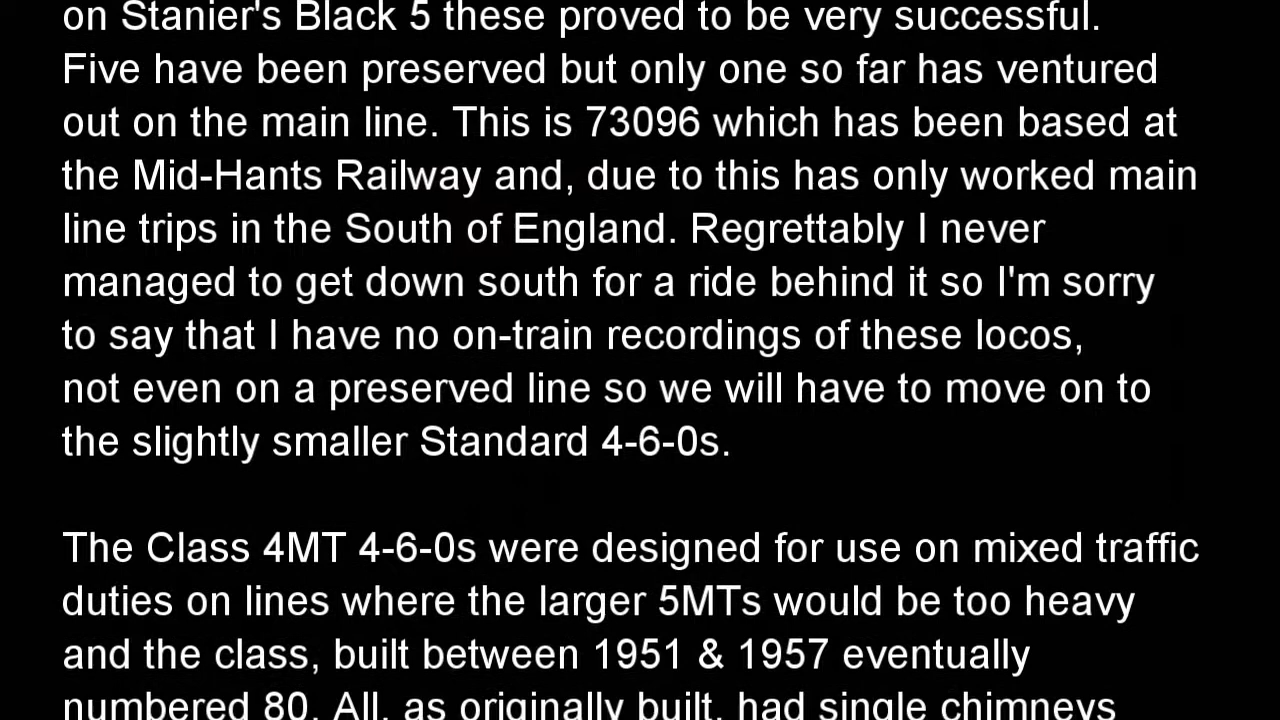 on Stanier's Black 5 these proved to be very successful.
Five have been preserved but only one so far has ventured
out on the main line. This is 73096 which has been based at
the Mid-Hants Railway and, due to this has only worked main
line trips in the South of England. Regrettably I never
managed to get down south for a ride behind it so I'm sorry
to say that I have no on-train recordings of these locos,
not even on a preserved line so we will have to move on to
the slightly smaller Standard 4-6-0s.

The Class 4MT 4-6-0s were designed for use on mixed traffic
duties on lines where the larger 5MTs would be too heavy
and the class, built between 1951 & 1957 eventually
numbered 80. All, as originally built, had single chimneys